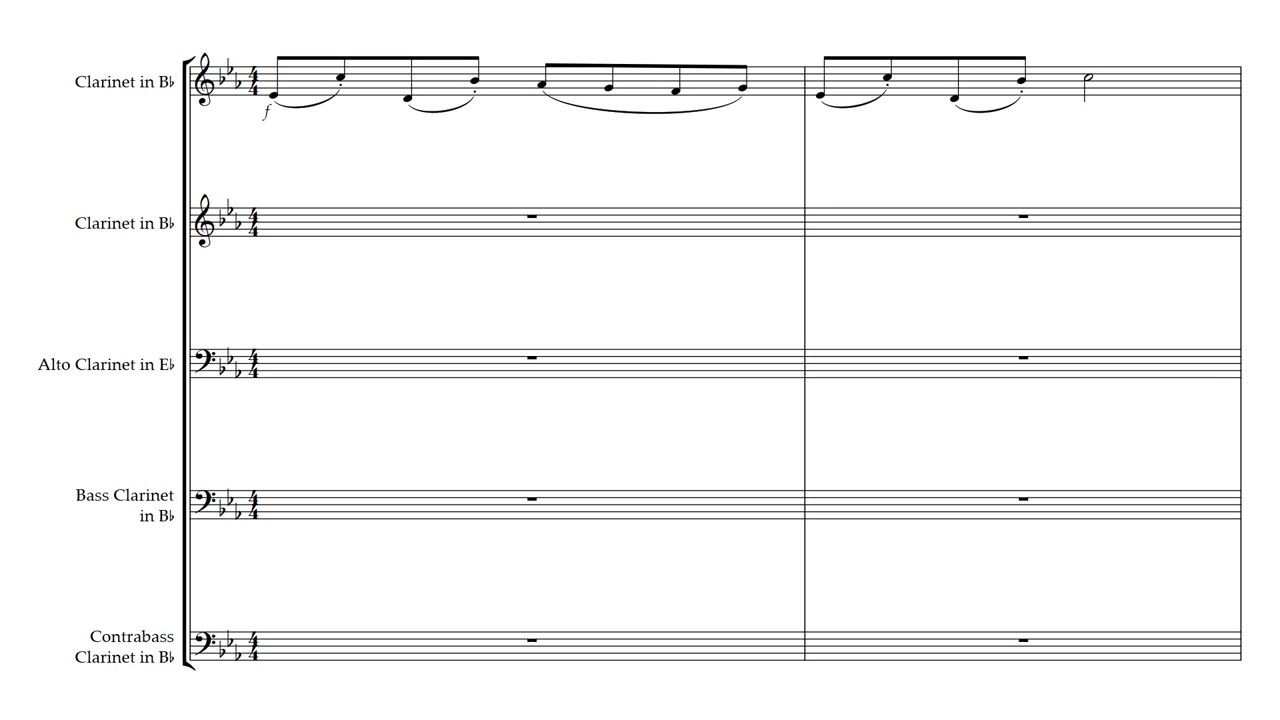 Clarinet in B♭
f
Clarinet in B♭
Alto Clarinet in E♭
Bass Clarinet
in B♭
Contrabass
Clarinet in B♭